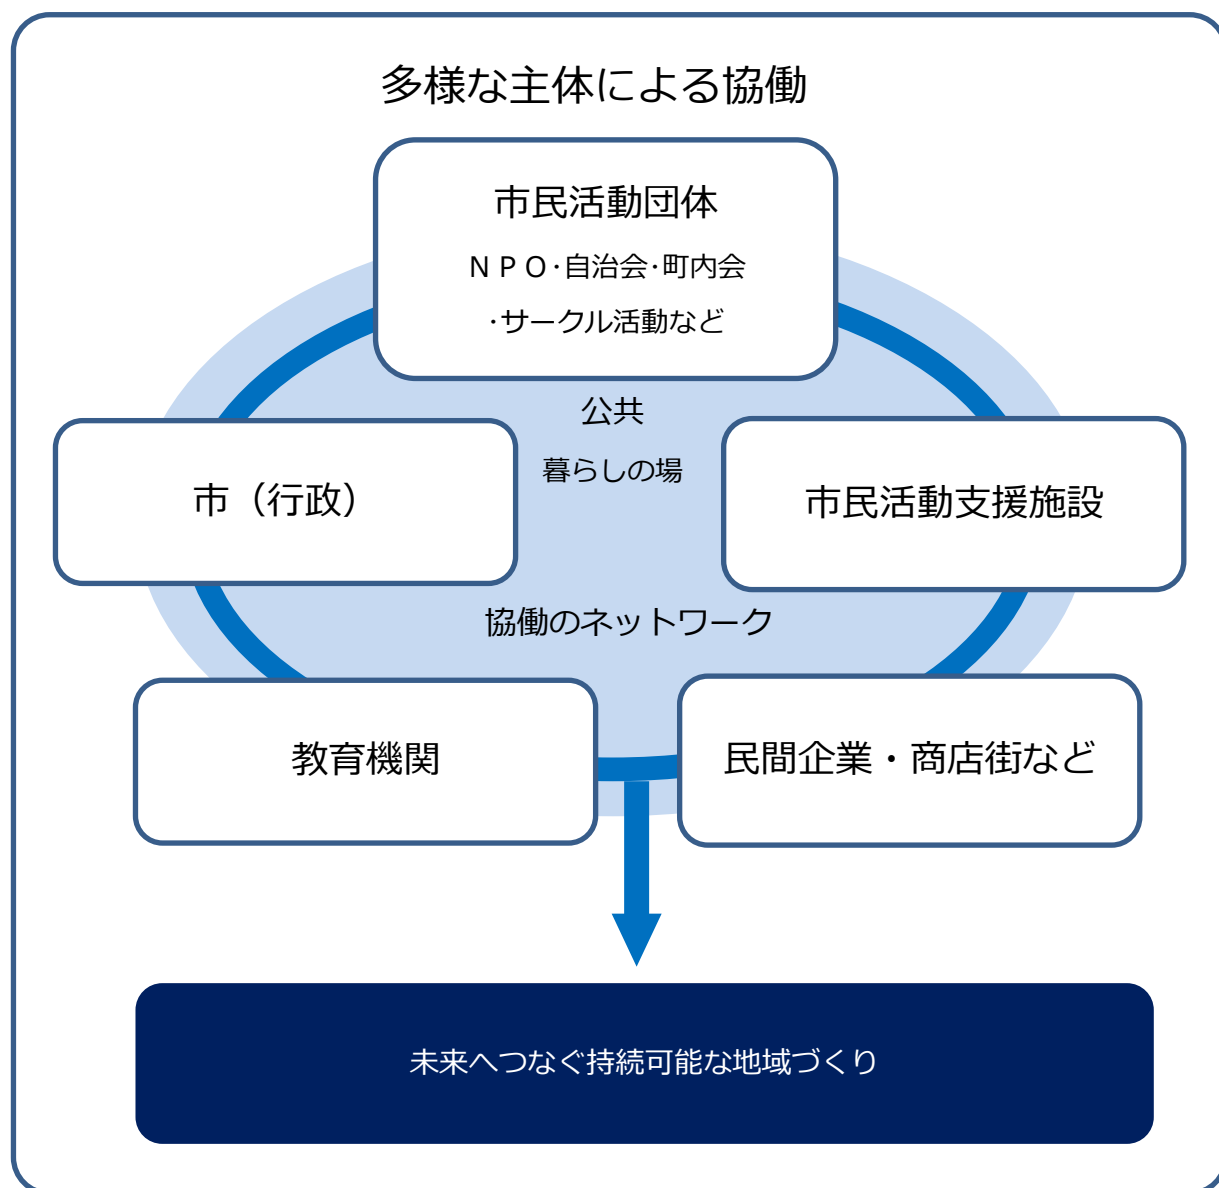 多様な主体による協働
市民活動団体
ＮＰＯ・自治会・町内会
・サークル活動など
公共
暮らしの場
市（行政）
市民活動支援施設
協働のネットワーク
教育機関
民間企業・商店街など
未来へつなぐ持続可能な地域づくり